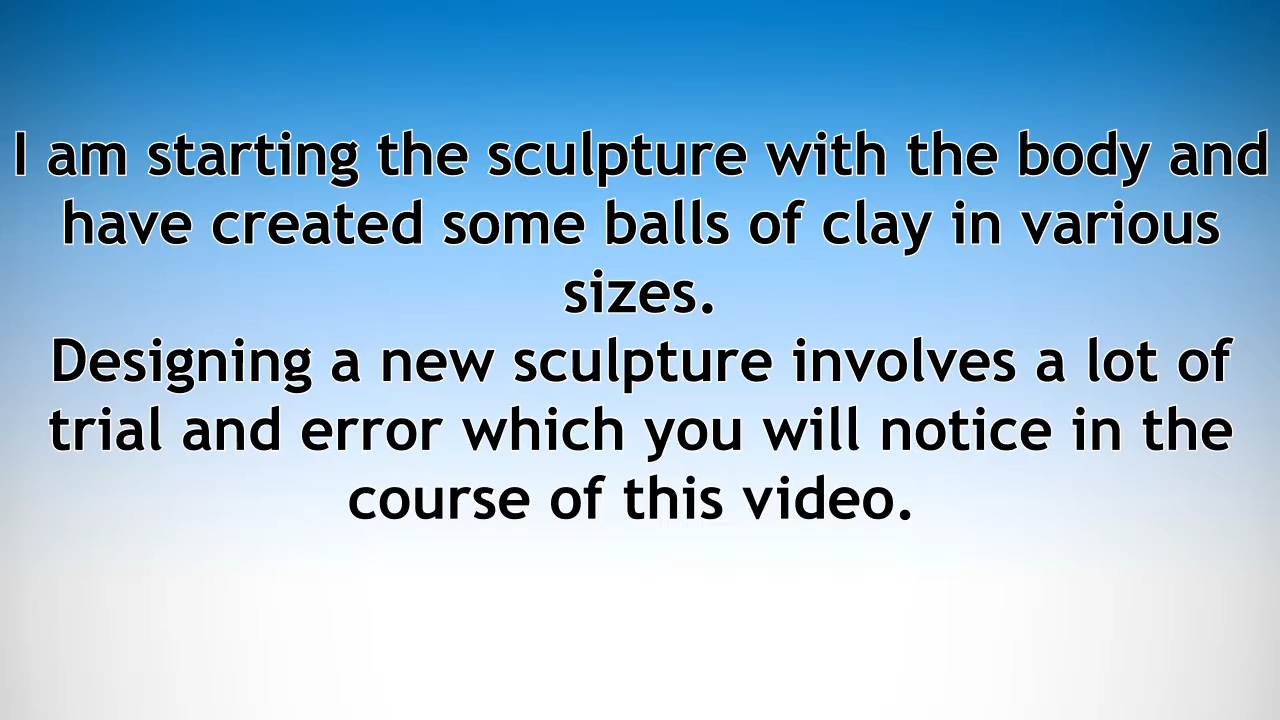 I am starting the sculpture with the body and
have created some balls of clay in various
sizes.
Designing a new sculpture involves a lot of
trial and error which you will notice in the
course of this video.